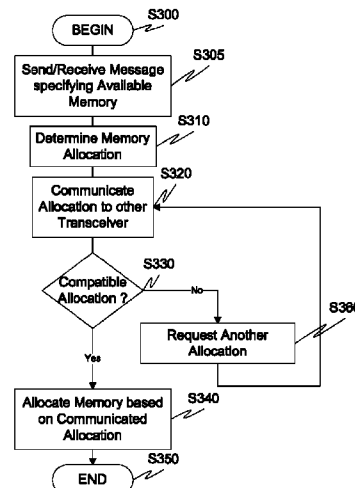 BEGIN
S300
Send/Receive Message
specifying Available
Memory
S305
Determine Memory
Allocation
S310
Communicate
Allocation to other
Transceiver
S320
Compatible
Allocation ?
S330
No
Request Another
Allocation
S360
Yes
Allocate Memory based
on Communicated
Allocation
S340
END
S350